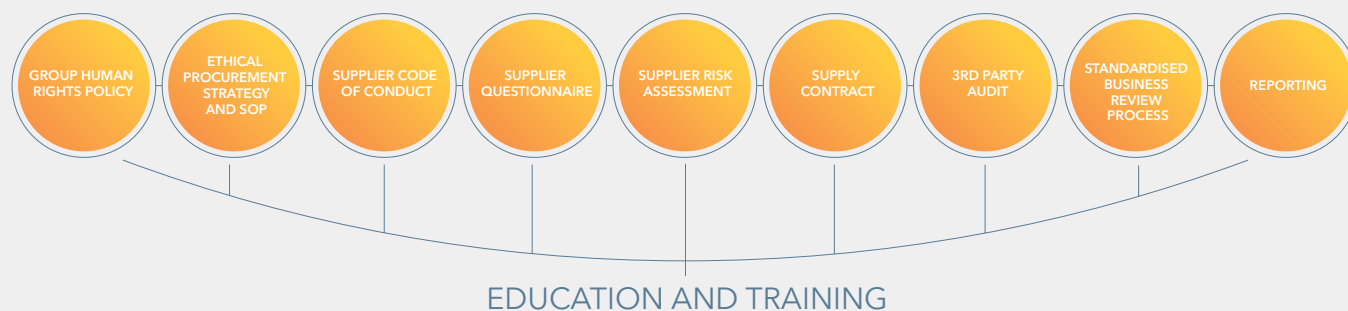 GROUP HUMAN
RIGHTS POLICY
ETHICAL
PROCUREMENT
STRATEGY
AND SOP
SUPPLIER CODE
OF CONDUCT
SUPPLIER
QUESTIONNAIRE
SUPPLIER RISK
ASSESSMENT
SUPPLY
CONTRACT
3RD PARTY
AUDIT
STANDARDISED
BUSINESS
REVIEW
PROCESS
REPORTING
EDUCATION AND TRAINING